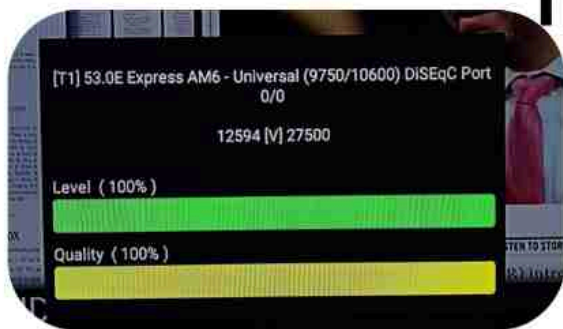 [T1] 53.0E Express AM6 - Universal (9750/10600) DiSEqC Port
0/0
12594 [V] 27500
Level ( 100% )
Quality ( 100% )